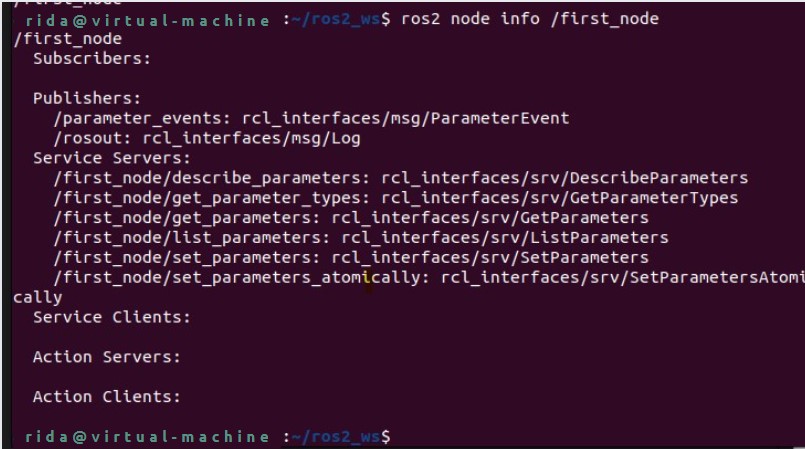 /first_node
rida@virtual-machine :~/ros2_ws$ ros2 node info /first_node
/first_node
  Subscribers:
  Publishers:
    /parameter_events: rcl_interfaces/msg/ParameterEvent
    /rosout: rcl_interfaces/msg/Log
  Service Servers:
    /first_node/describe_parameters: rcl_interfaces/srv/DescribeParameters
    /first_node/get_parameter_types: rcl_interfaces/srv/GetParameterTypes
    /first_node/get_parameters: rcl_interfaces/srv/GetParameters
    /first_node/list_parameters: rcl_interfaces/srv/ListParameters
    /first_node/set_parameters: rcl_interfaces/srv/SetParameters
    /first_node/set_parameters_atomically: rcl_interfaces/srv/SetParametersAtomi
cally
  Service Clients:
  Action Servers:
  Action Clients:
rida@virtual-machine :~/ros2_ws$